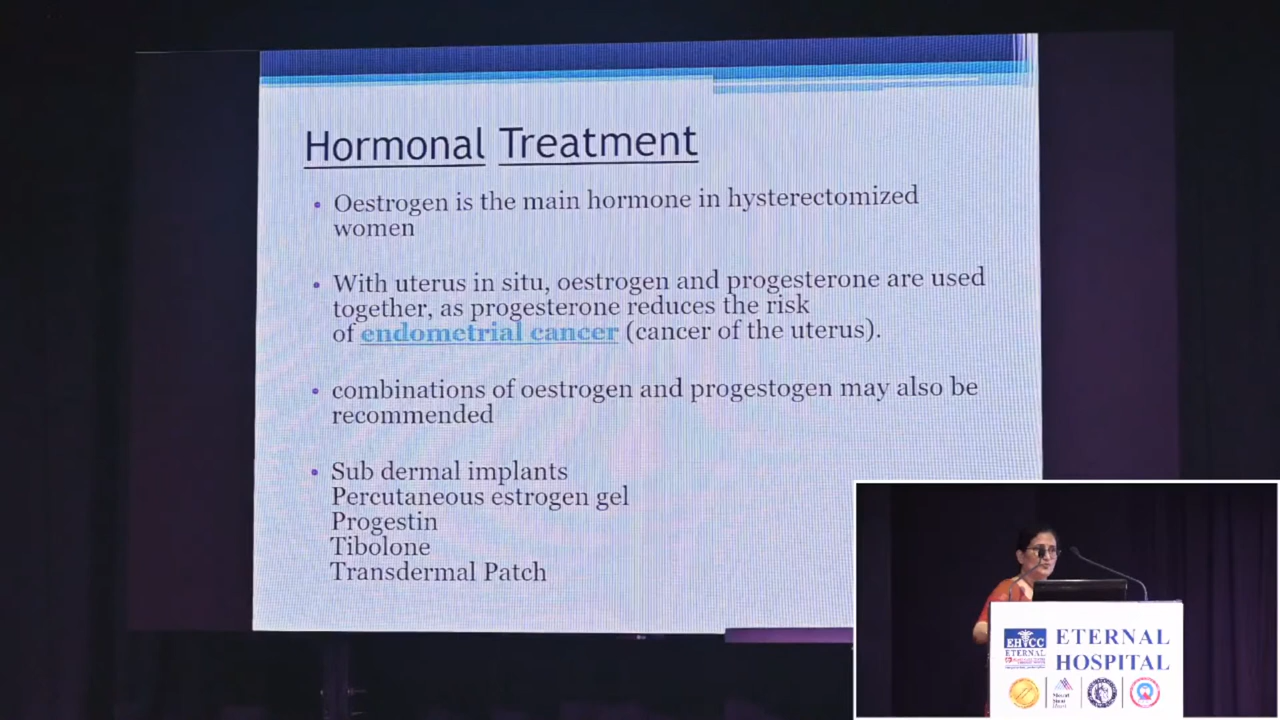 Hormonal Treatment
• Oestrogen is the main hormone in hysterectomized
women
• With uterus in situ, oestrogen and progesterone are used
together, as progesterone reduces the risk
of endometrial cancer (cancer of the uterus).
• combinations of oestrogen and progestogen may also be
recommended
• Sub dermal implants
Percutaneous estrogen gel
Progestin
Tibolone
Transdermal Patch
EHCC
ETERNAL
ETERNAL
HOSPITAL